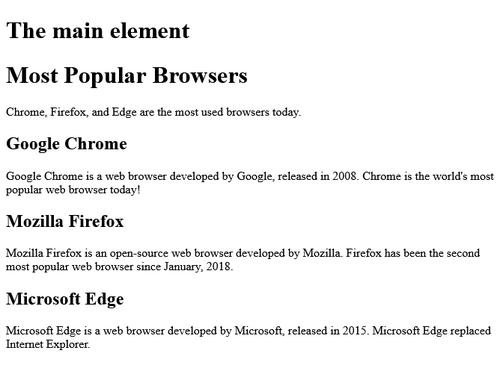 The main element
Most Popular Browsers
Chrome, Firefox, and Edge are the most used browsers today.
Google Chrome
Google Chrome is a web browser developed by Google, released in 2008. Chrome is the world's most
popular web browser today!
Mozilla Firefox
Mozilla Firefox is an open-source web browser developed by Mozilla. Firefox has been the second
most popular web browser since January, 2018.
Microsoft Edge
Microsoft Edge is a web browser developed by Microsoft, released in 2015. Microsoft Edge replaced
Internet Explorer.